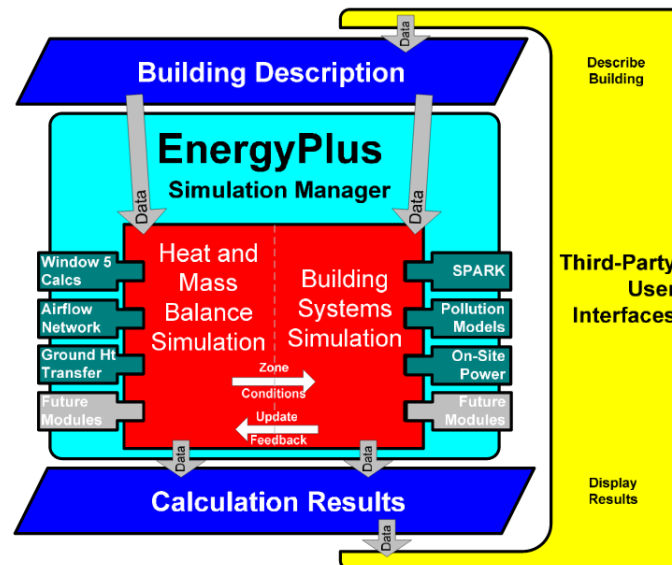 Data
Building Description
Describe
Building
EnergyPlus
Simulation Manager
Data
Data
Window 5
Calcs
Airflow
Network
Ground Ht
Transfer
Future
Modules
Heat and
Mass
Balance
Simulation
Building
Systems
Simulation
Zone
Conditions
Update
Feedback
SPARK
Pollution
Models
On-Site
Power
Future
Modules
Third-Party
User
Interfaces
Data
Data
Calculation Results
Display
Results
Data